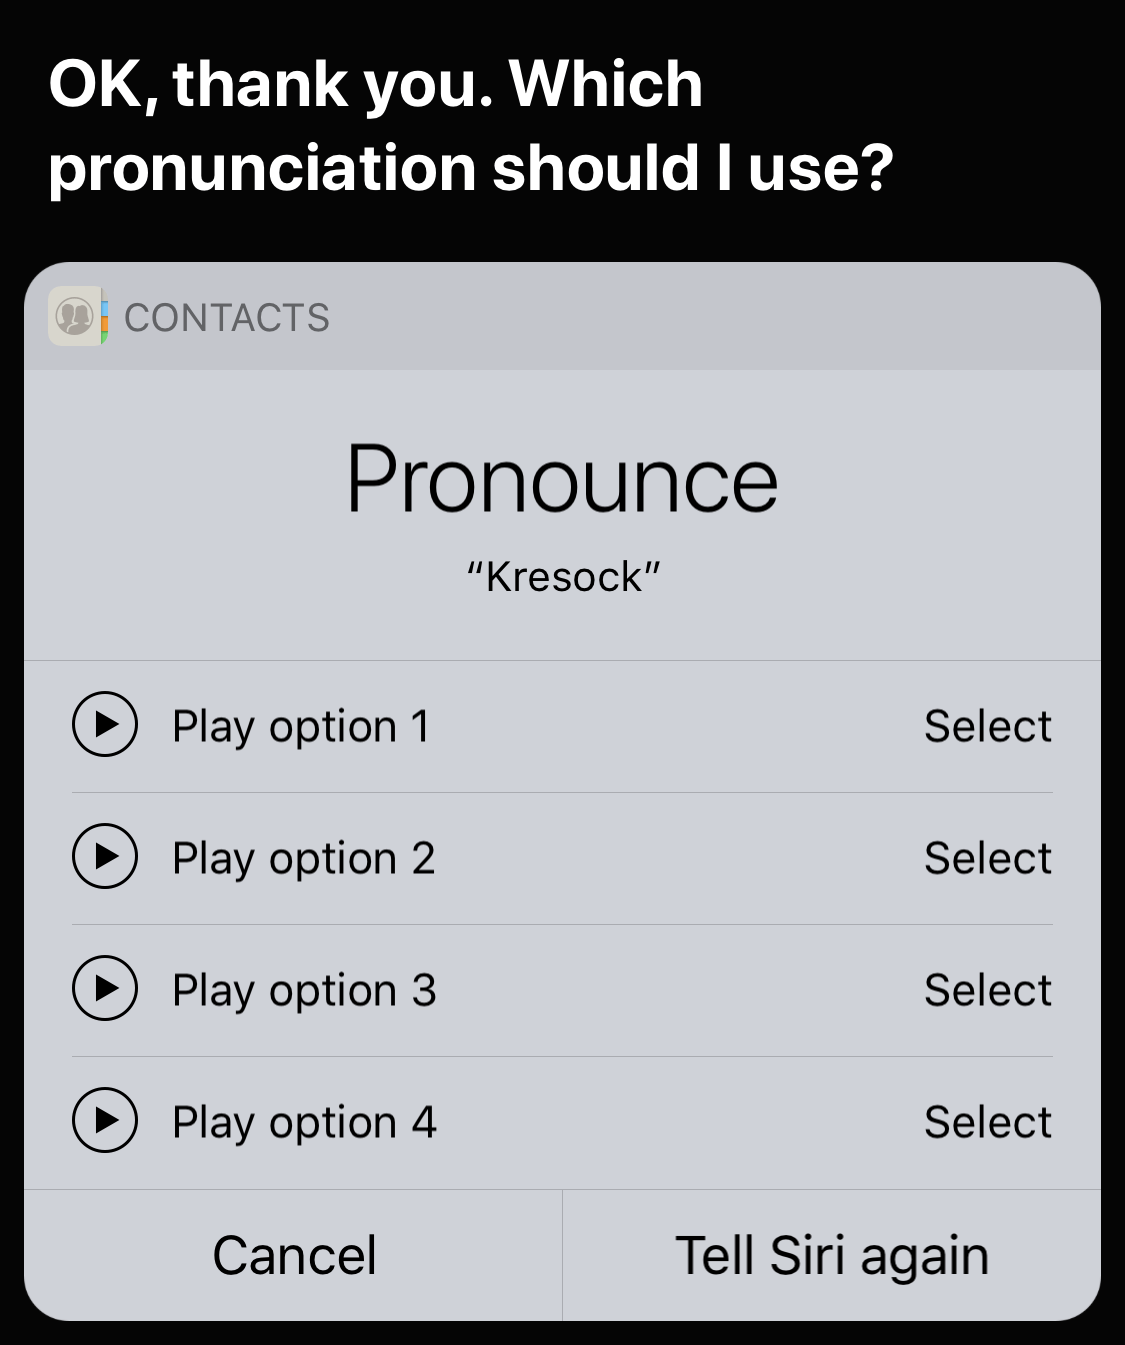 OK, thank you. Which
pronunciation should I use?
CONTACTS
Pronounce
“Kresock”
Play option 1 Select
Play option 2 Select
Play option 3 Select
Play option 4 Select
Cancel Tell Siri again